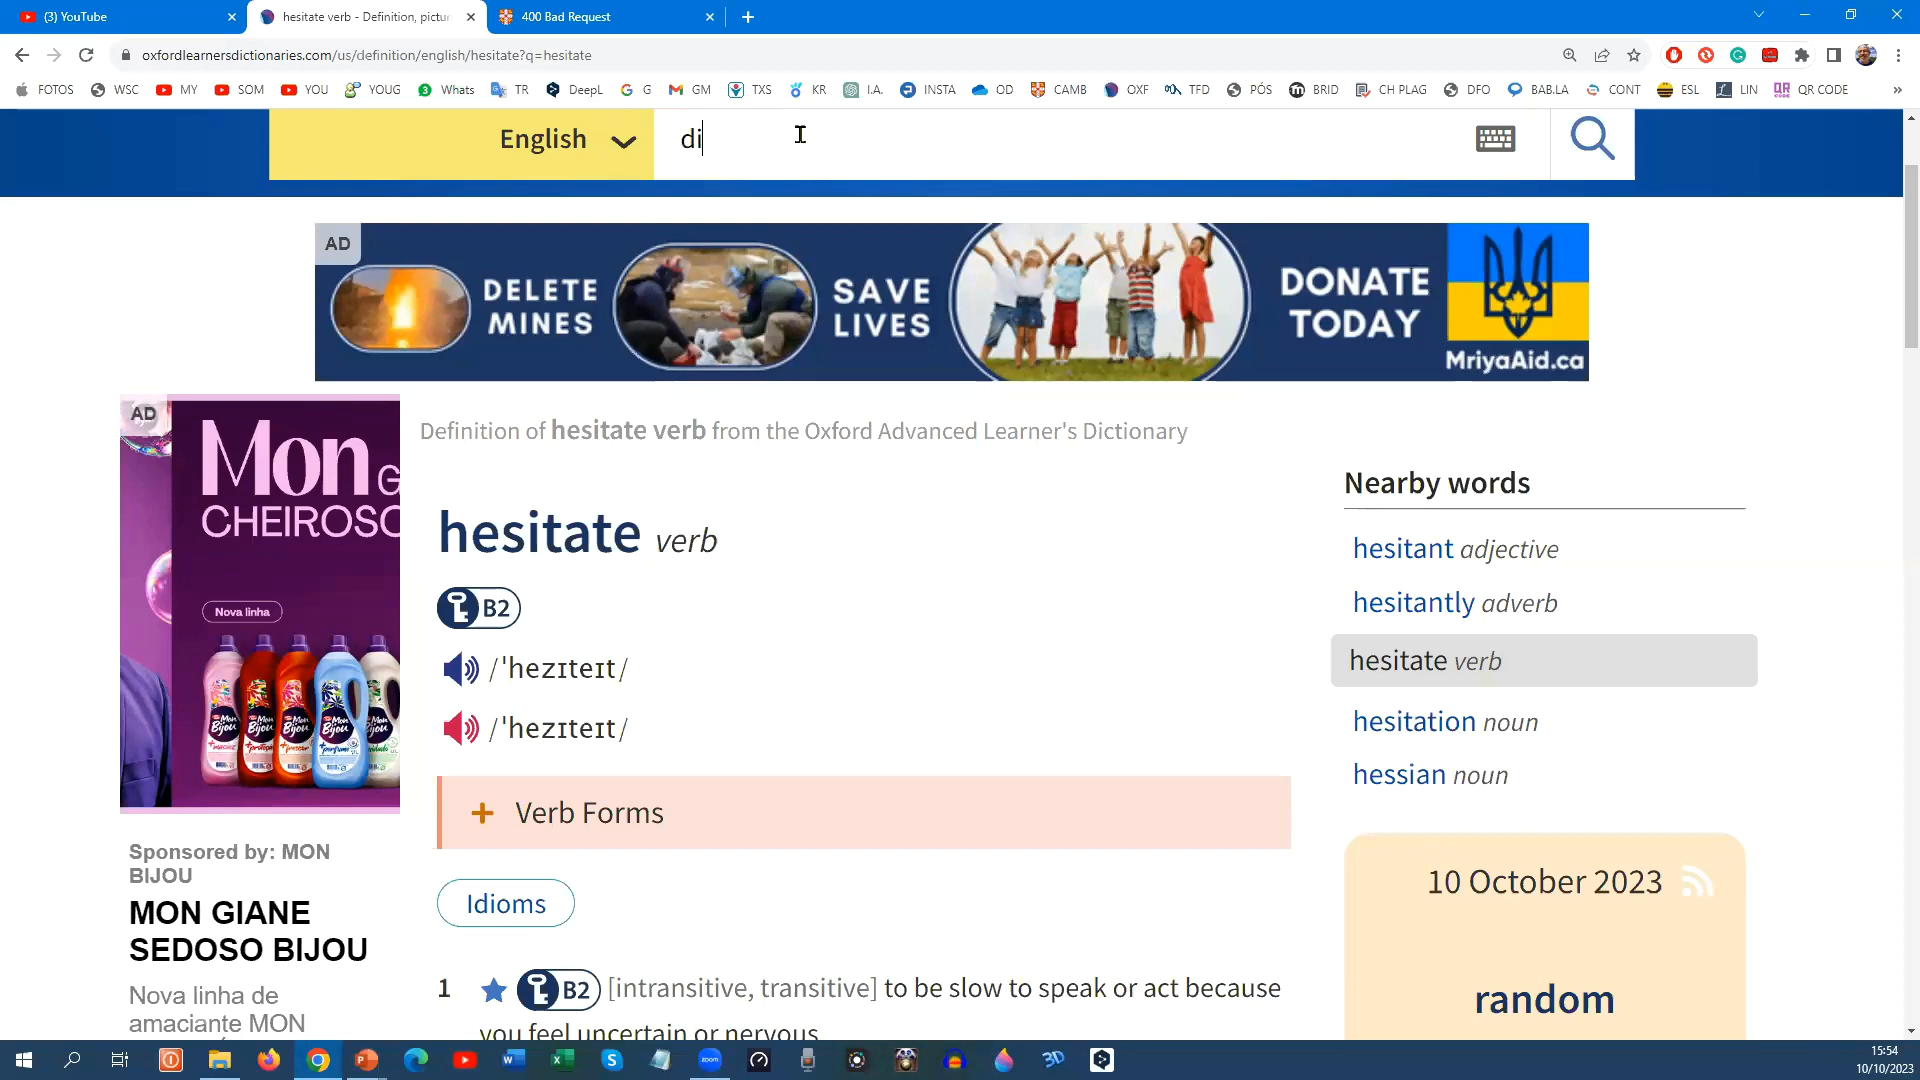 (3) YouTube
hesitate verb - Definition, pictur
400 Bad Request
oxfordlearnersdictionaries.com/us/definition/english/hesitate?q=hesitate
FOTOS WSC MY SOM YOU YOUG Whats TR DeepL G GM TXS KR I.A. INSTA OD CAMB OXF TFD PÓS BRID CH PLAG DFO BAB.LA CONT ESL LIN QR CODE »
English
di
AD
DELETE MINES
SAVE LIVES
DONATE TODAY
MriyaAid.ca
AD
Mon G
CHEIROSO
Nova linha
Sponsored by: MON
BIJOU
MON GIANE
SEDOSO BIJOU
Nova linha de
amaciante MON
Definition of hesitate verb from the Oxford Advanced Learner's Dictionary
hesitate verb
B2
/ˈhezɪteɪt/
/ˈhezɪteɪt/
+ Verb Forms
Idioms
1 B2 [intransitive, transitive] to be slow to speak or act because
you feel uncertain or nervous
Nearby words
hesitant adjective
hesitantly adverb
hesitate verb
hesitation noun
hessian noun
10 October 2023
random
15:54
10/10/2023